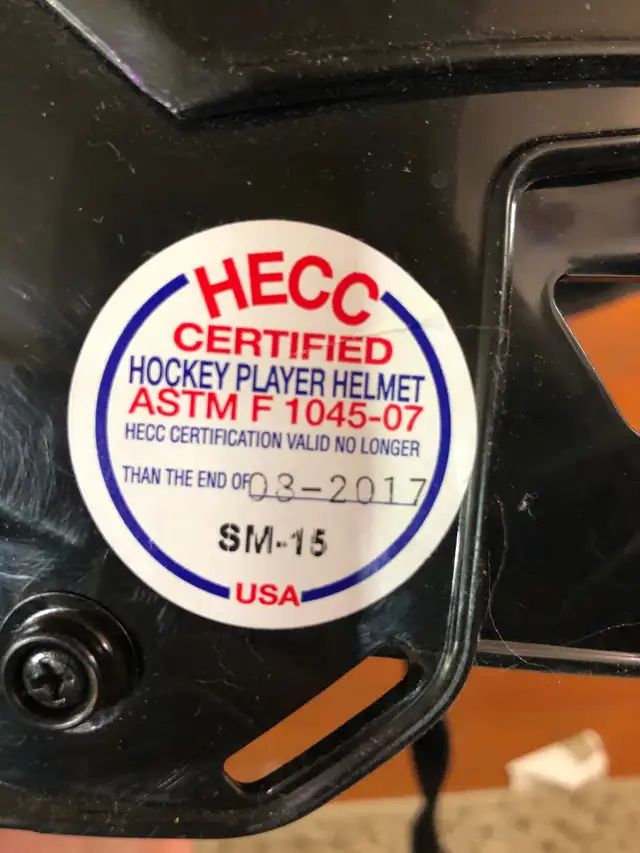 HECC
CERTIFIED
HOCKEY PLAYER HELMET
ASTM F 1045-07
HECC CERTIFICATION VALID NO LONGER
THAN THE END OF 08-2017
SM-15
USA